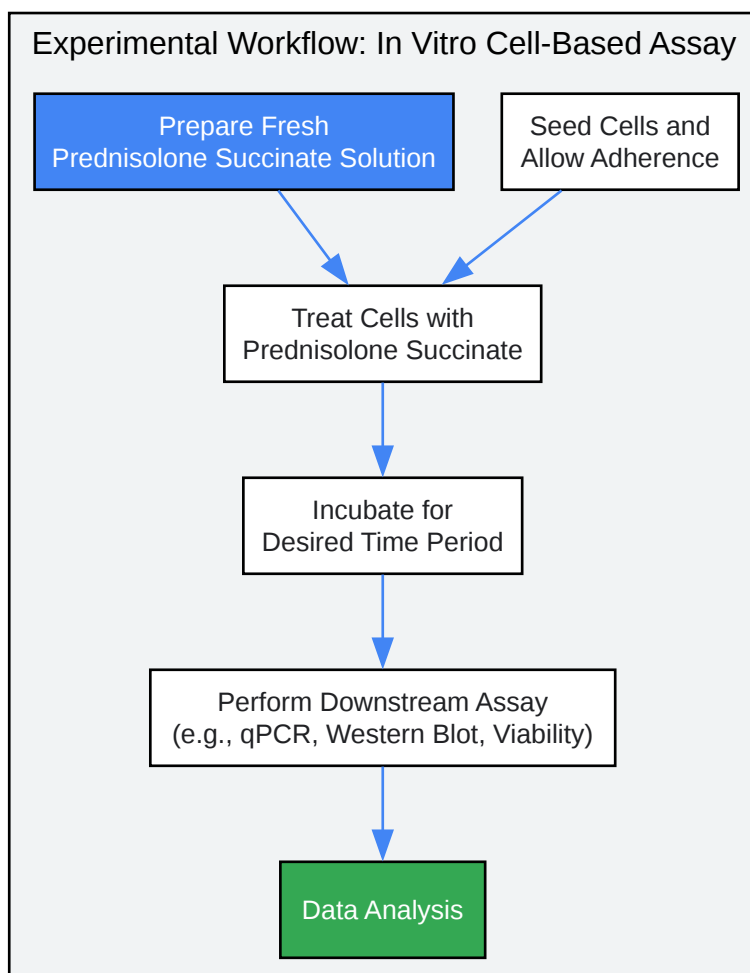 Experimental Workflow: In Vitro Cell-Based Assay
Prepare Fresh
Prednisolone Succinate Solution
Seed Cells and
Allow Adherence
Treat Cells with
Prednisolone Succinate
Incubate for
Desired Time Period
Perform Downstream Assay
(e.g., qPCR, Western Blot, Viability)
Data Analysis